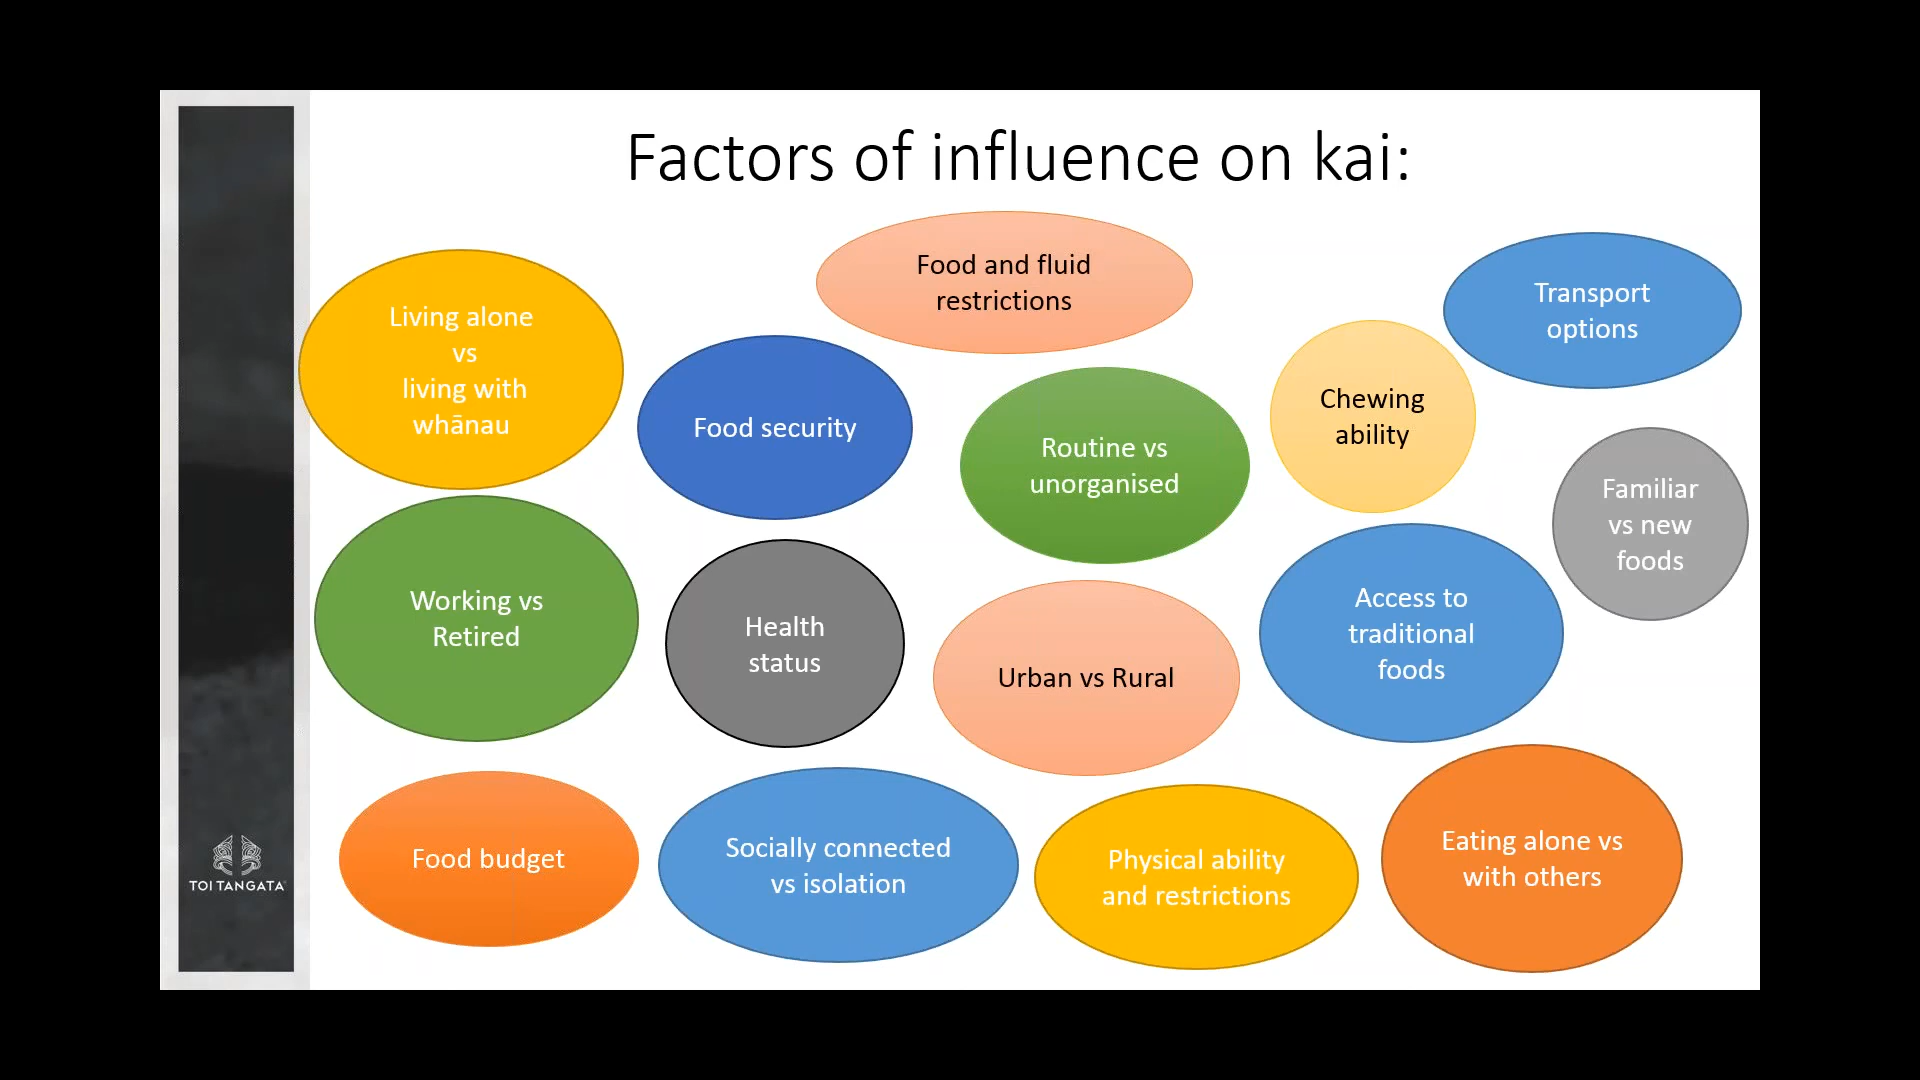 Factors of influence on kai:
Food and fluid
restrictions
Transport
options
Living alone
vs
living with
whānau
Food security
Routine vs
unorganised
Chewing
ability
Familiar
vs new
foods
Working vs
Retired
Health
status
Urban vs Rural
Access to
traditional
foods
Food budget
Socially connected
vs isolation
Physical ability
and restrictions
Eating alone vs
with others
TOI TANGATA